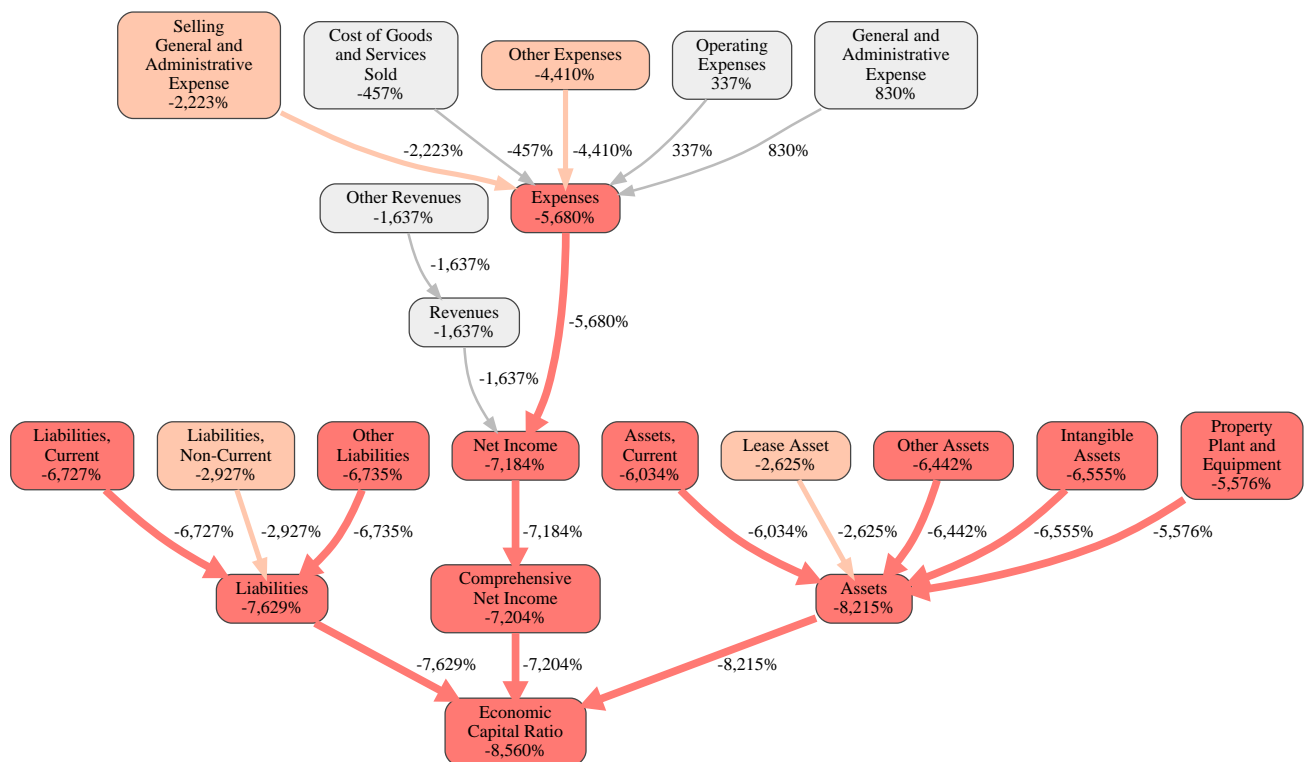 Selling
General and
Administrative
Expense
-2,223%
Cost of Goods
and Services
Sold
-457%
Other Expenses
-4,410%
Operating
Expenses
337%
General and
Administrative
Expense
830%
-2,223%
-457%
-4,410%
337%
830%
Other Revenues
-1,637%
Expenses
-5,680%
-1,637%
Revenues
-1,637%
-5,680%
-1,637%
Liabilities,
Current
-6,727%
Liabilities,
Non-Current
-2,927%
Other
Liabilities
-6,735%
Net Income
-7,184%
Assets,
Current
-6,034%
Lease Asset
-2,625%
Other Assets
-6,442%
Intangible
Assets
-6,555%
Property
Plant and
Equipment
-5,576%
-6,727%
-2,927%
-6,735%
-7,184%
-6,034%
-2,625%
-6,442%
-6,555%
-5,576%
Liabilities
-7,629%
Comprehensive
Net Income
-7,204%
Assets
-8,215%
-7,629%
-7,204%
-8,215%
Economic
Capital Ratio
-8,560%